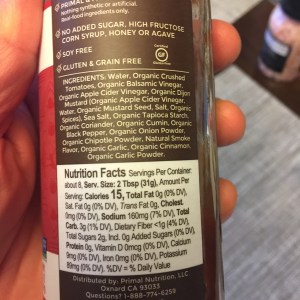 PRIMAL &
Nothing synthetic or artificial.
Real-food ingredients only.
NO ADDED SUGAR, HIGH FRUCTOSE
CORN SYRUP, HONEY OR AGAVE
SOY FREE
GLUTEN & GRAIN FREE
Certified
GF
Gluten-Free
INGREDIENTS: Water, Organic Crushed
Tomatoes, Organic Balsamic Vinegar,
Organic Apple Cider Vinegar, Organic Dijon
Mustard (Organic Apple Cider Vinegar,
Water, Organic Mustard Seed, Salt, Organic
Spices), Sea Salt, Organic Tapioca Starch,
Organic Coriander, Organic Cumin, Organic
Black Pepper, Organic Onion Powder,
Organic Chipotle Powder, Natural Smoke
Flavor, Organic Garlic, Organic Cinnamon,
Organic Garlic Powder.
Nutrition Facts Servings Per Container:
about 8, Serv. Size: 2 Tbsp (31g), Amount Per
Serving: Calories 15, Total Fat 0g (0% DV),
Sat. Fat 0g (0% DV), Trans Fat 0g, Cholest.
0mg (0% DV), Sodium 160mg (7% DV), Total
Carb. 3g (1% DV), Dietary Fiber <1g (4% DV),
Total Sugars 2g, Incl. 0g Added Sugars (0% DV),
Protein 0g, Vitamin D 0mcg (0% DV), Calcium
9mg (0% DV), Iron 0mg (0% DV), Potassium
89mg (0% DV). %DV = % Daily Value
Distributed by: Primal Nutrition, LLC
Oxnard CA 93033
Questions? 1-888-774-6259